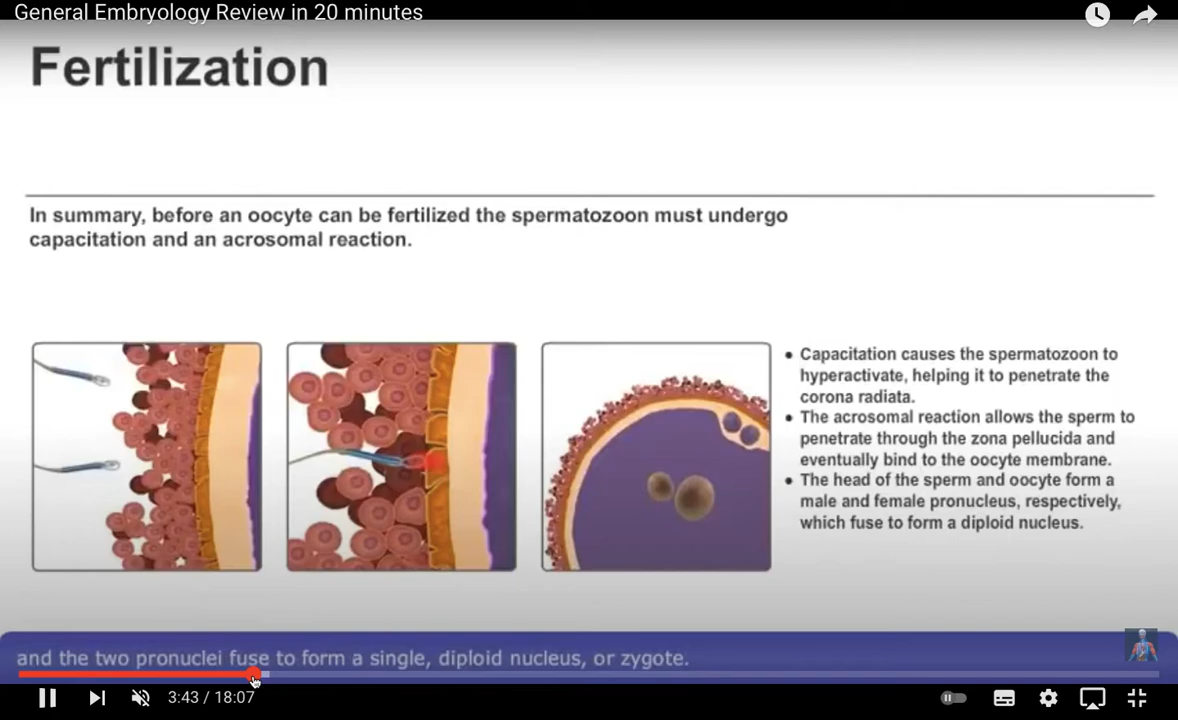 General Embryology Review in 20 minutes
Fertilization
In summary, before an oocyte can be fertilized the spermatozoon must undergo
capacitation and an acrosomal reaction.
• Capacitation causes the spermatozoon to
hyperactivate, helping it to penetrate the
corona radiata.
• The acrosomal reaction allows the sperm to
penetrate through the zona pellucida and
eventually bind to the oocyte membrane.
• The head of the sperm and oocyte form a
male and female pronucleus, respectively,
which fuse to form a diploid nucleus.
and the two pronuclei fuse to form a single, diploid nucleus, or zygote.
3:43 / 18:07